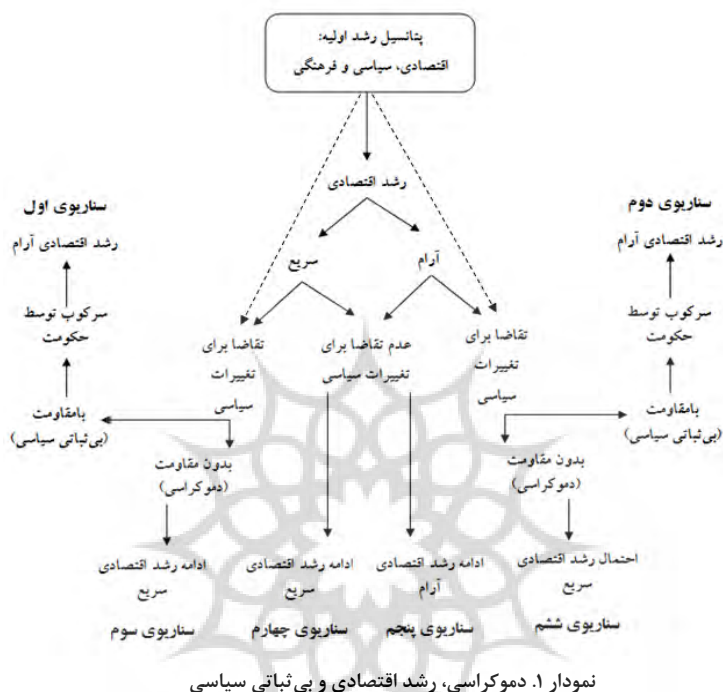 پتانسیل رشد اولیه:
اقتصادی، سیاسی و فرهنگی
رشد اقتصادی
سناریوی دوم
رشد اقتصادی آرام
سناریوی اول
رشد اقتصادی آرام
آرام
سریع
سرکوب توسط
حکومت
سرکوب توسط
حکومت
تقاضا برای
تغییرات
سیاسی
عدم تقاضا برای
تغییرات سیاسی
تقاضا برای
تغییرات
سیاسی
بامقاومت
(بی‌ثباتی سیاسی)
بامقاومت
(بی‌ثباتی سیاسی)
بدون مقاومت
(دموکراسی)
بدون مقاومت
(دموکراسی)
احتمال رشد اقتصادی
سریع
سناریوی ششم
ادامه رشد اقتصادی
آرام
سناریوی پنجم
ادامه رشد اقتصادی
سریع
سناریوی چهارم
ادامه رشد اقتصادی
سریع
سناریوی سوم
نمودار ۱. دموکراسی، رشد اقتصادی و بی‌ثباتی سیاسی